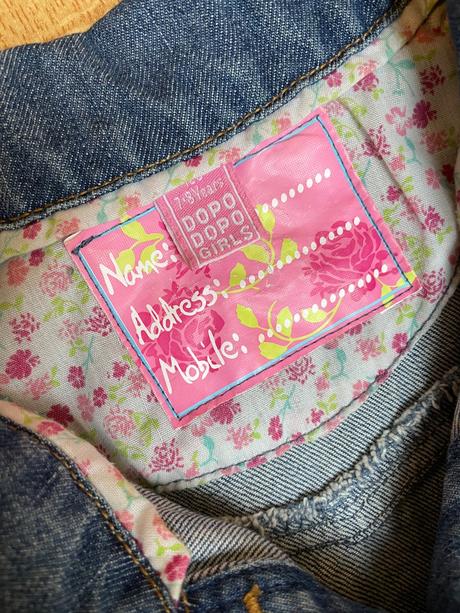 7-8 Years
DOPO
DOPO
GIRLS
Name:
Address:
Mobile: